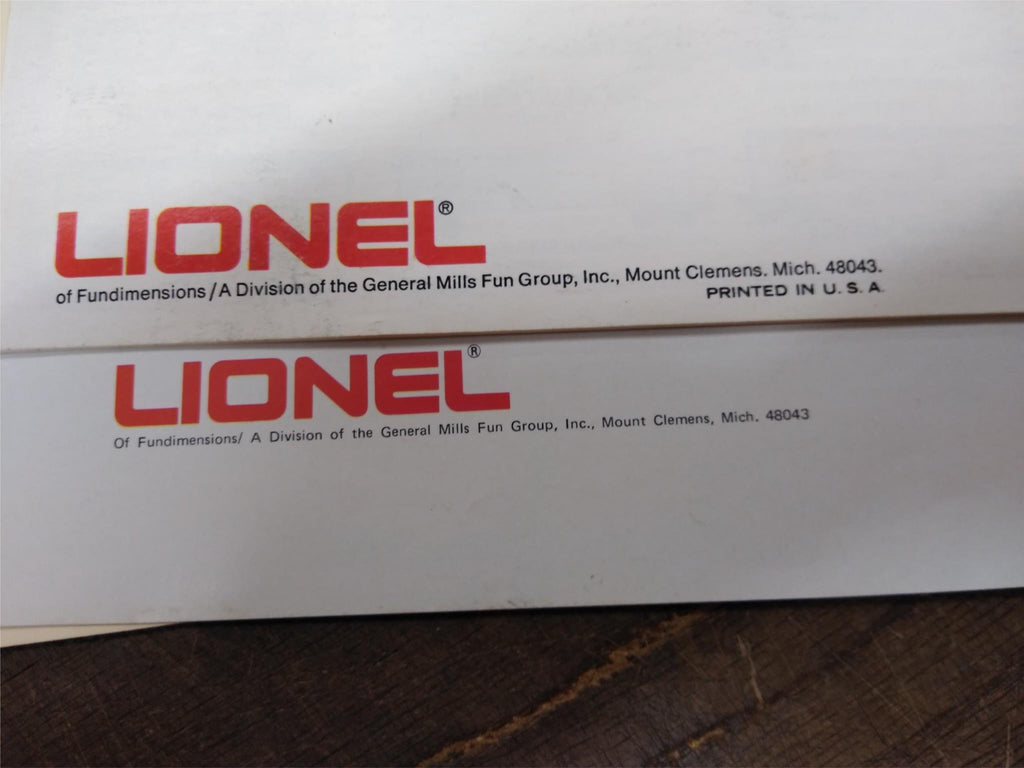 LIONEL®
of Fundimensions/A Division of the General Mills Fun Group, Inc., Mount Clemens. Mich. 48043.
PRINTED IN U. S. A.
LIONEL®
Of Fundimensions/ A Division of the General Mills Fun Group, Inc., Mount Clemens, Mich. 48043